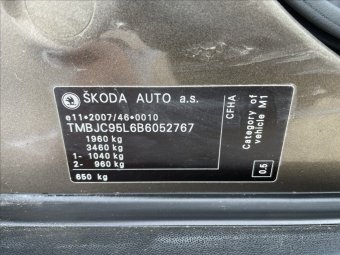 ŠKODA AUTO a.s.
e11*2007/46*0010
TMBJC95L6B6052767
1960 kg
3460 kg
1- 1040 kg
2- 960 kg
650 kg
CFHA
Category of
vehicle M1
0.5